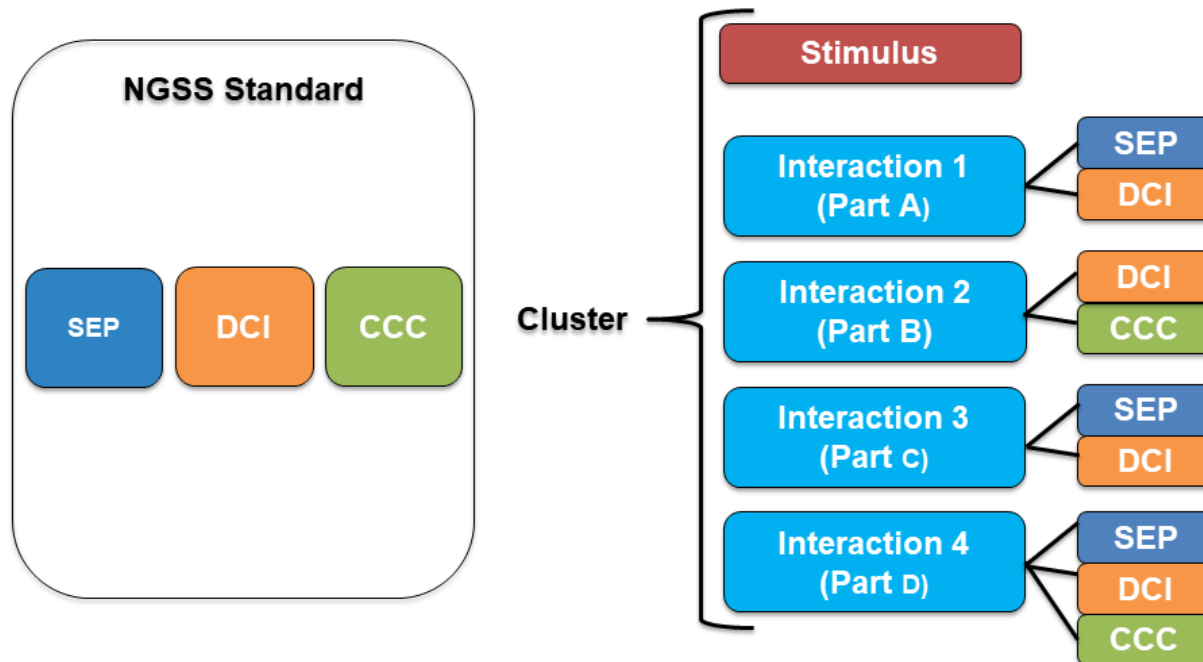 NGSS Standard
SEP
DCI
CCC
Cluster
Stimulus
Interaction 1
(Part A)
SEP
DCI
Interaction 2
(Part B)
DCI
CCC
Interaction 3
(Part C)
SEP
DCI
Interaction 4
(Part D)
SEP
DCI
CCC